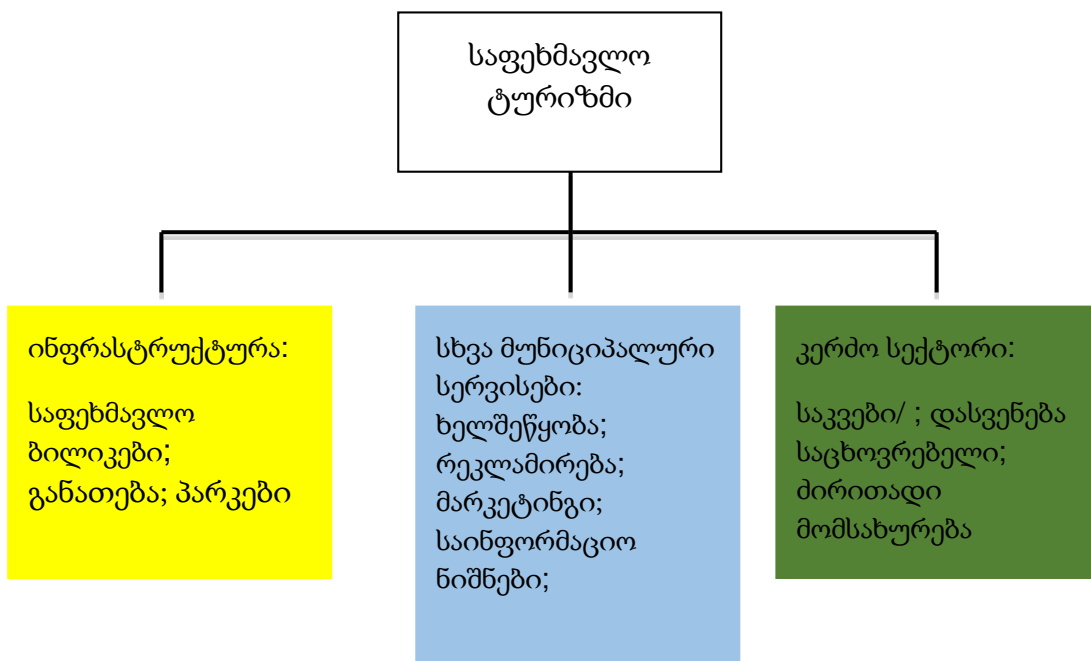 საფეხმავლო
ტურიზმი
ინფრასტრუქტურა:
საფეხმავლო
ბილიკები;
განათება; პარკები
სხვა მუნიციპალური
სერვისები:
ხელშეწყობა;
რეკლამირება;
მარკეტინგი;
საინფორმაციო
ნიშნები;
კერძო სექტორი:
საკვები/ ; დასვენება
საცხოვრებელი;
ძირითადი
მომსახურება